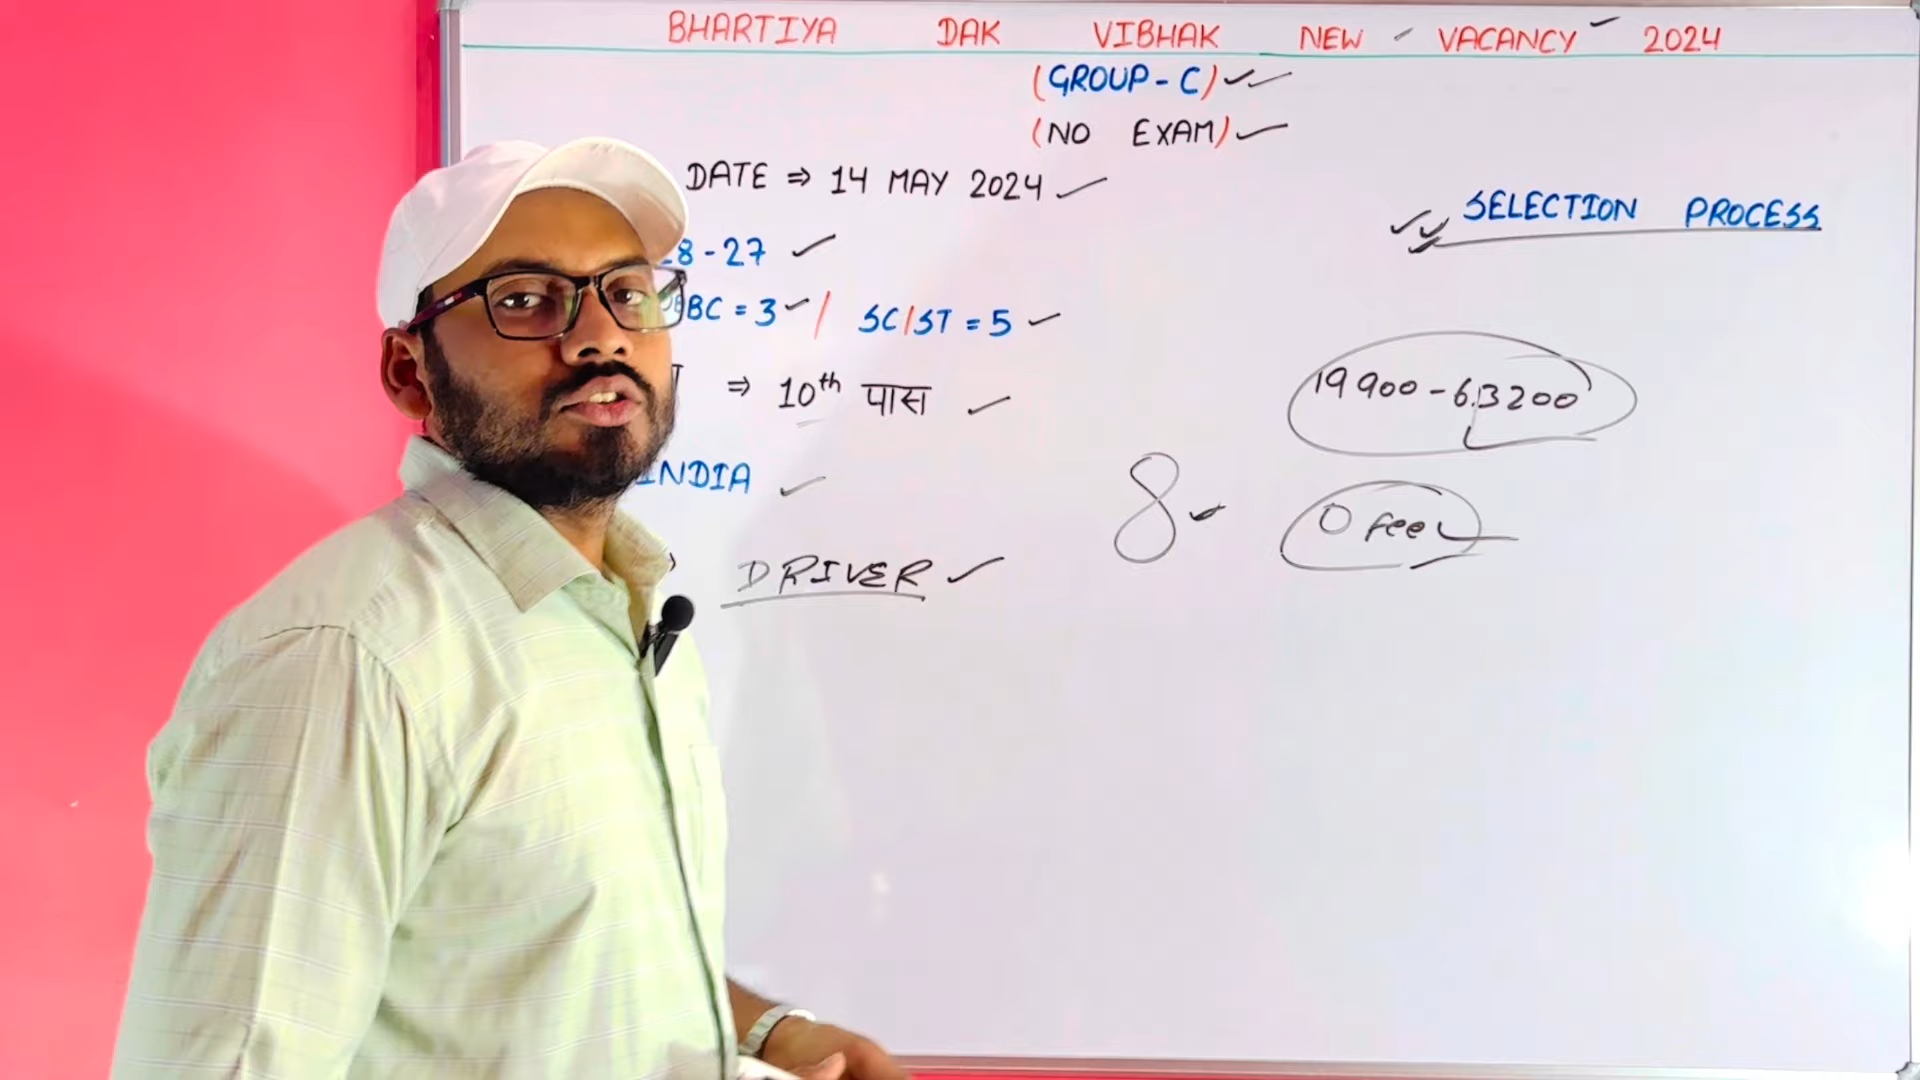 BHARTIYA DAK VIBHAK NEW VACANCY 2024
(GROUP-C)
(NO EXAM)
DATE ⇒ 14 MAY 2024
SELECTION PROCESS
8-27
BC = 3 / SC/ST = 5
⇒ 10th पास
19900-63200
INDIA
8
0 fee
DRIVER